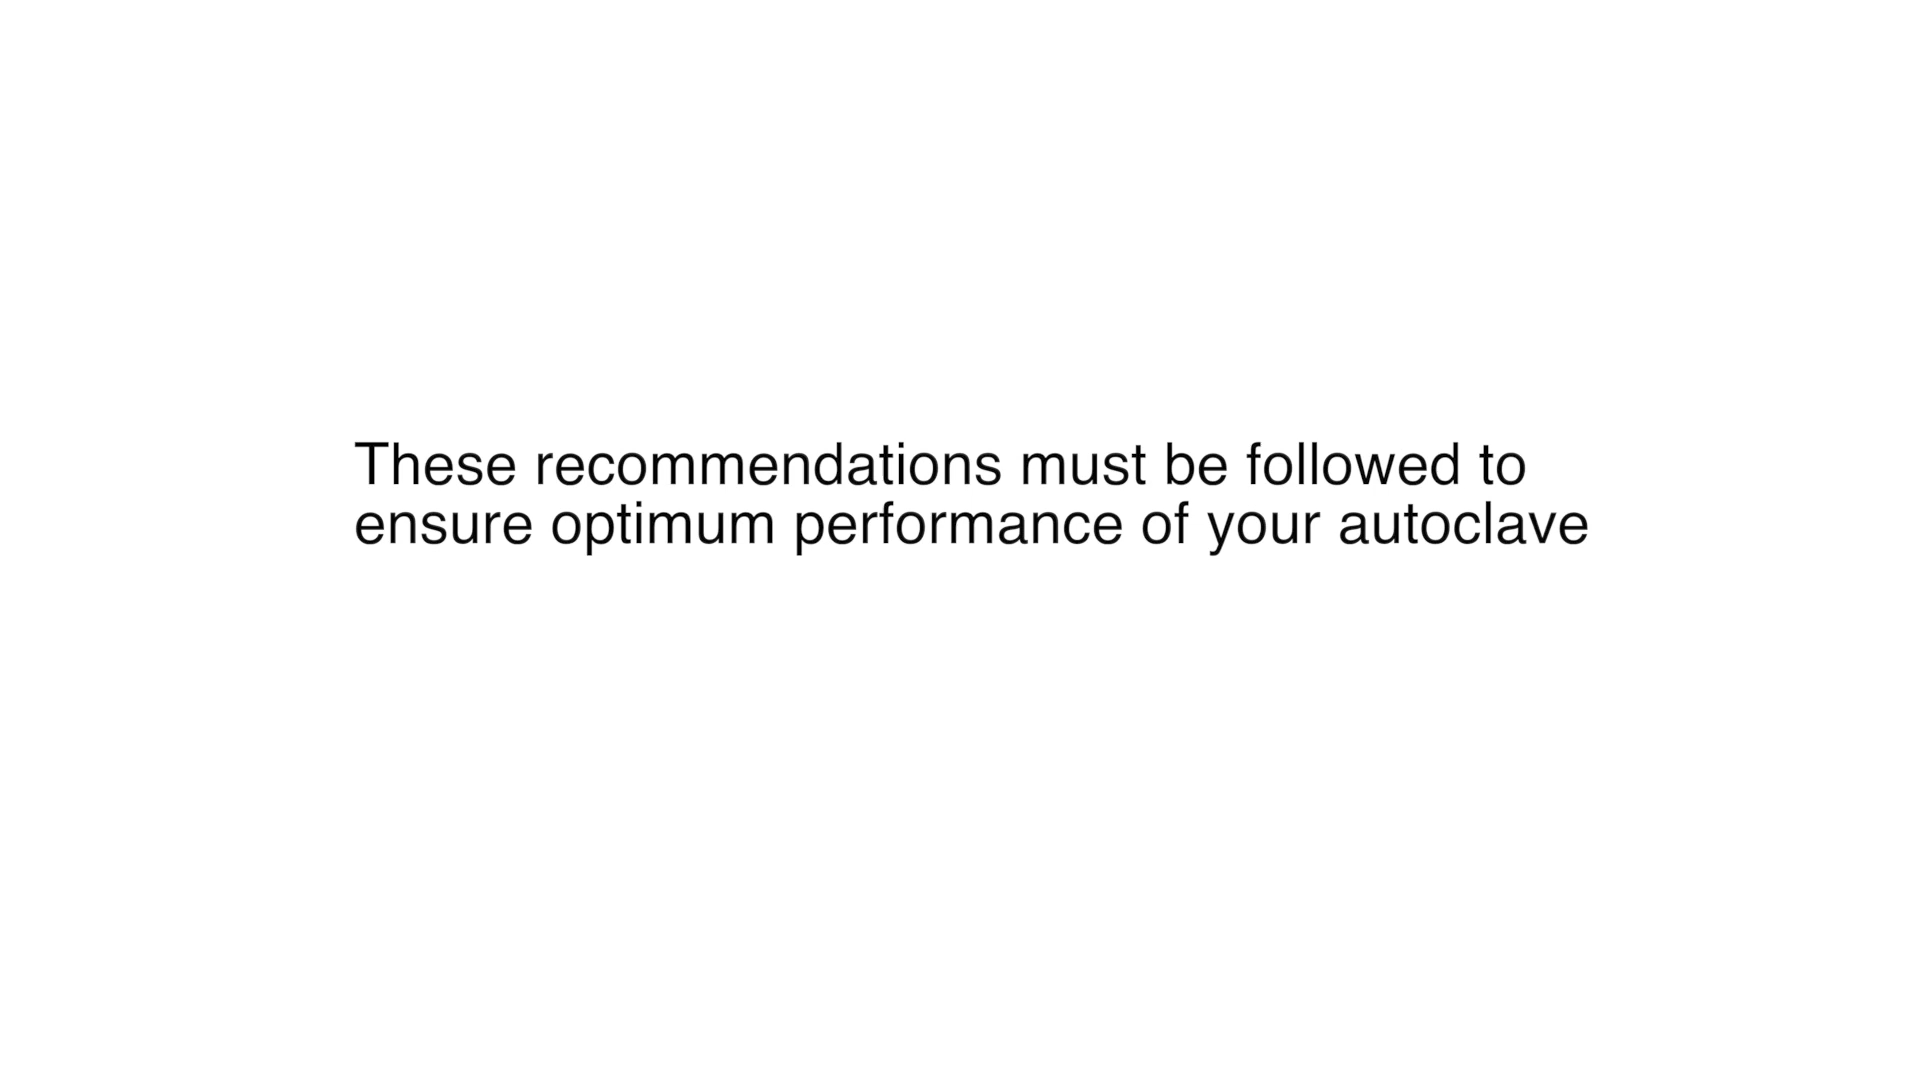 These recommendations must be followed to
ensure optimum performance of your autoclave